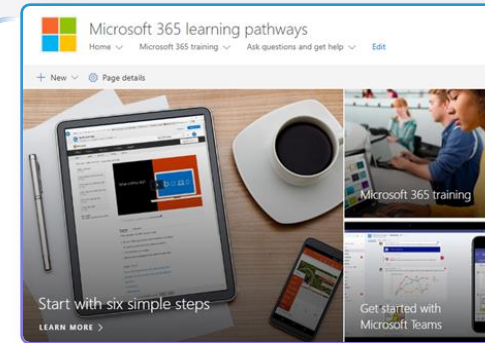 Microsoft 365 learning pathways
Home Microsoft 365 training Ask questions and get help Edit
+ New Page details
Microsoft 365 training
Start with six simple steps
LEARN MORE >
Get started with
Microsoft Teams